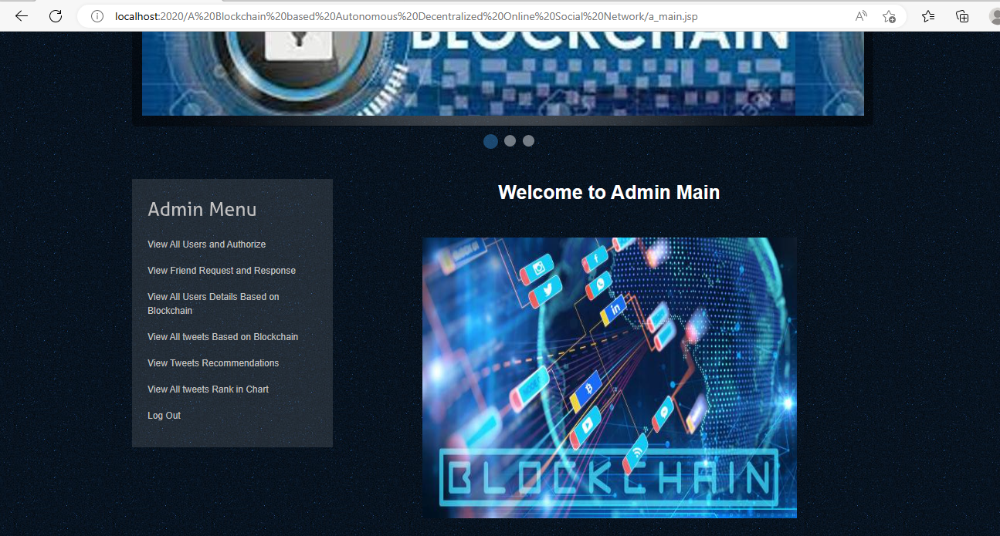 localhost:2020/A%20Blockchain%20based%20Autonomous%20Decentralized%20Online%20Social%20Network/a_main.jsp
BLOCKCHAIN
Welcome to Admin Main
Admin Menu
View All Users and Authorize
View Friend Request and Response
View All Users Details Based on
Blockchain
View All tweets Based on Blockchain
View Tweets Recommendations
View All tweets Rank in Chart
Log Out
in
BLOCKCHAIN